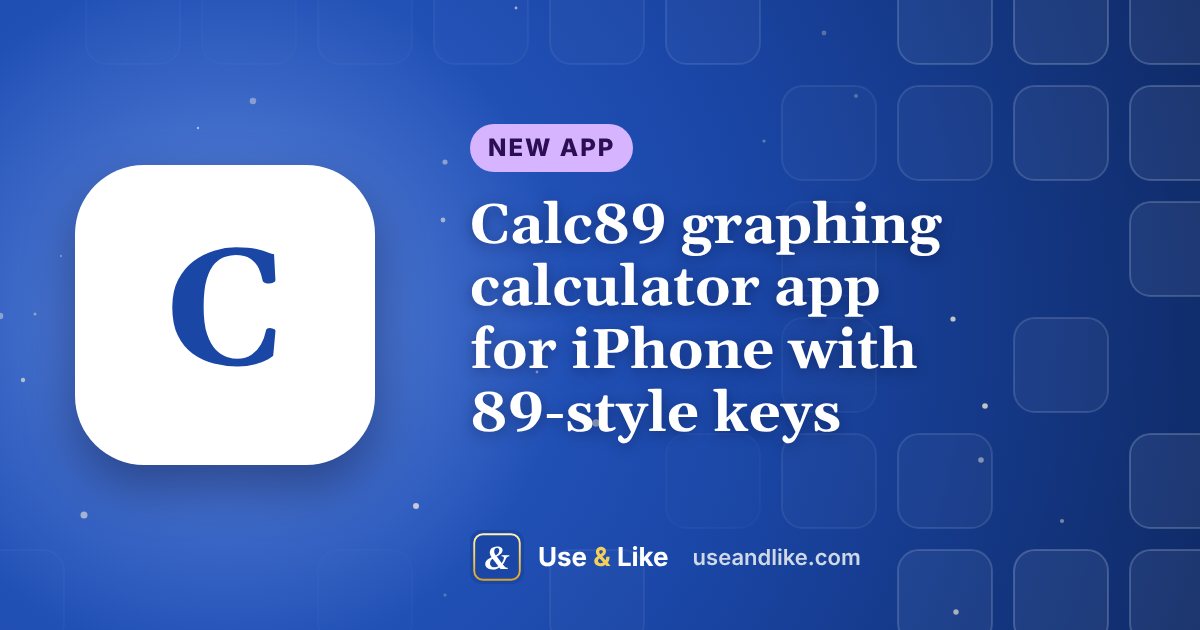 C
NEW APP
Calc89 graphing
calculator app
for iPhone with
89-style keys
& Use & Like useandlike.com